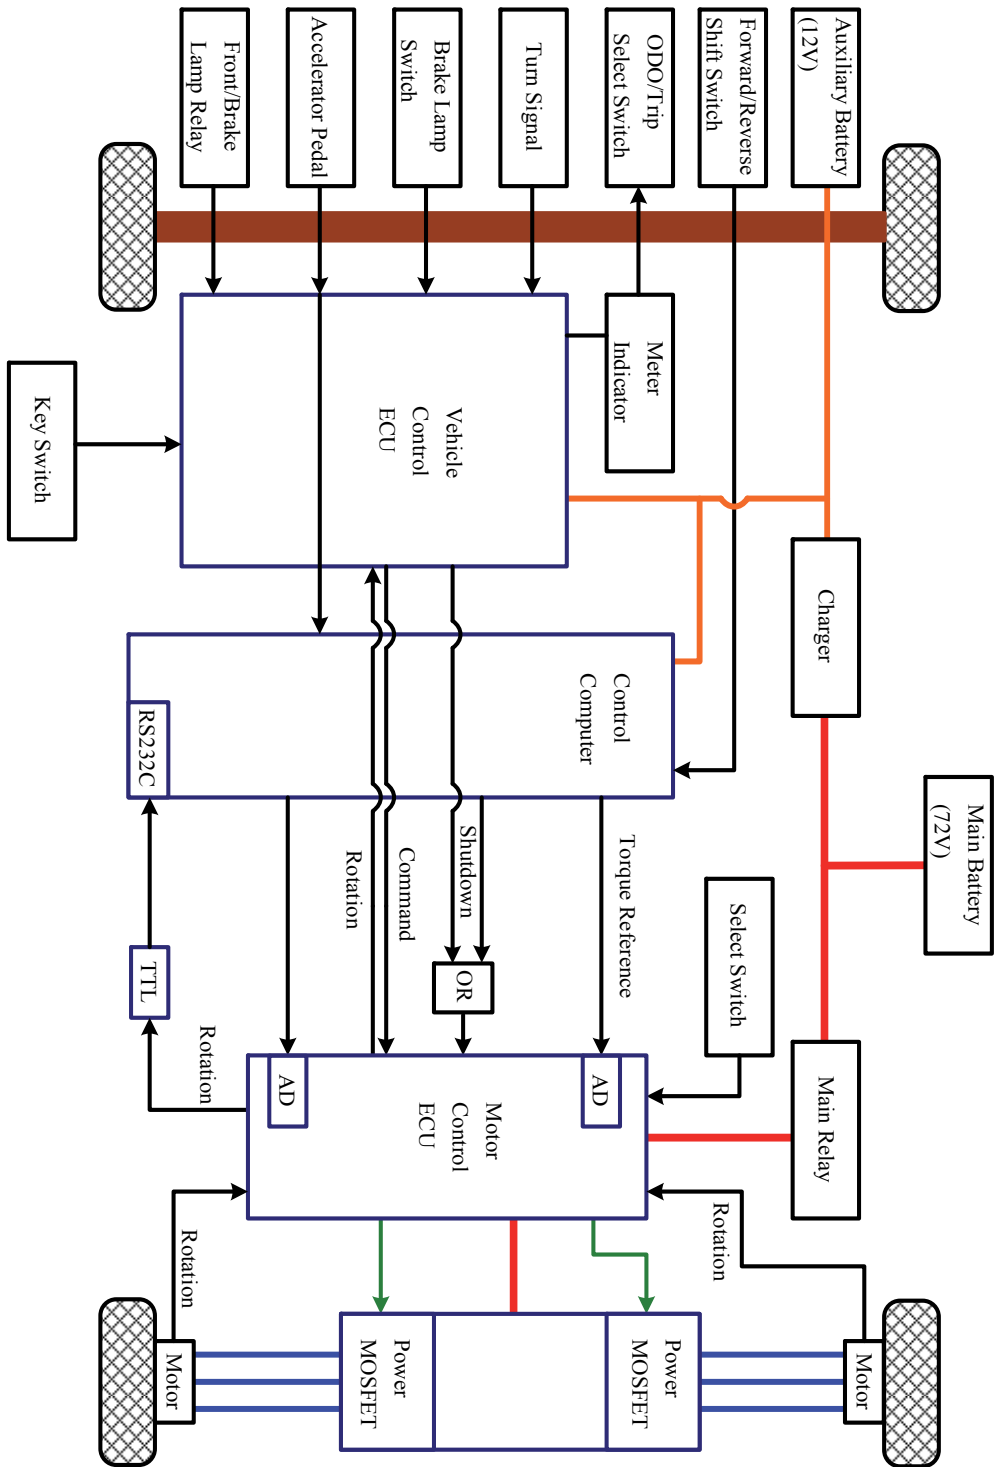 Auxiliary Battery
(12V)
Forward/Reverse
Shift Switch
ODO/Trip
Select Switch
Turn Signal
Brake Lamp
Switch
Accelerator Pedal
Front/Brake
Lamp Relay
Meter
Indicator
Vehicle
Control
ECU
Key Switch
Charger
Control
Computer
RS232C
Main Battery
(72V)
Torque Reference
Shutdown
Command
Rotation
Select Switch
OR
TTL
Rotation
Main Relay
AD
Motor
Control
ECU
AD
Rotation
Rotation
Power
MOSFET
Power
MOSFET
Motor
Motor